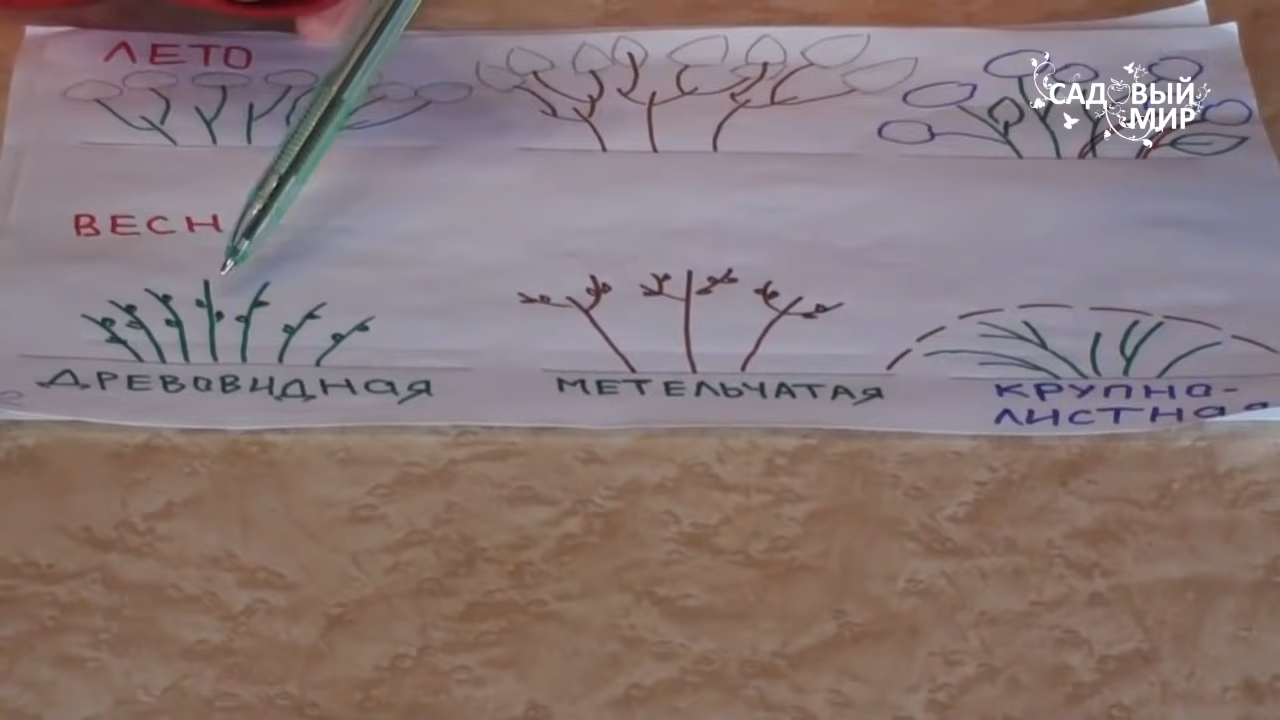 ЛЕТО
САДОВЫЙ
МИР
ВЕСН
ДРЕВОВИДНАЯ
МЕТЕЛЬЧАТАЯ
КРУПНО-
ЛИСТНАЯ